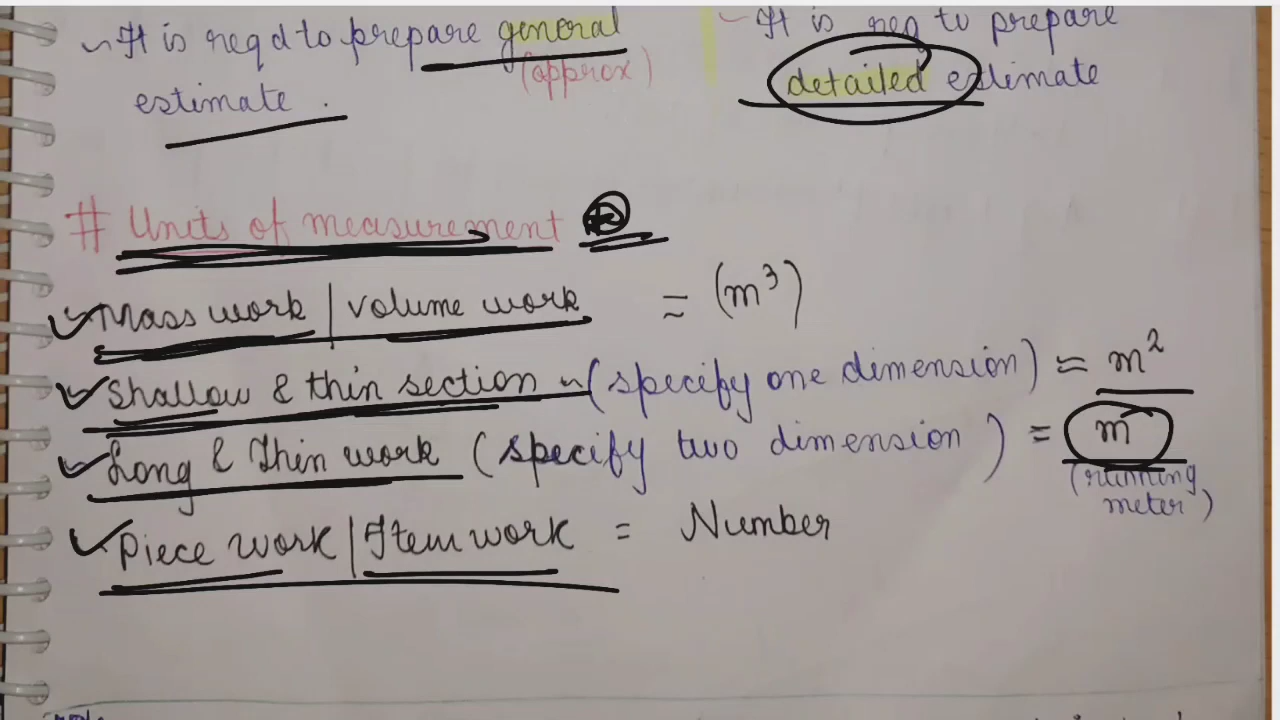 It is reqd to prepare general
(approx)
estimate.
It is req to prepare
detailed estimate
# Units of measurement
Mass work | volume work = (m³)
Shallow & thin section ~ (specify one dimension) = m²
Long & Thin work (specify two dimension) = m
(running
meter)
Piece work | Item work = Number